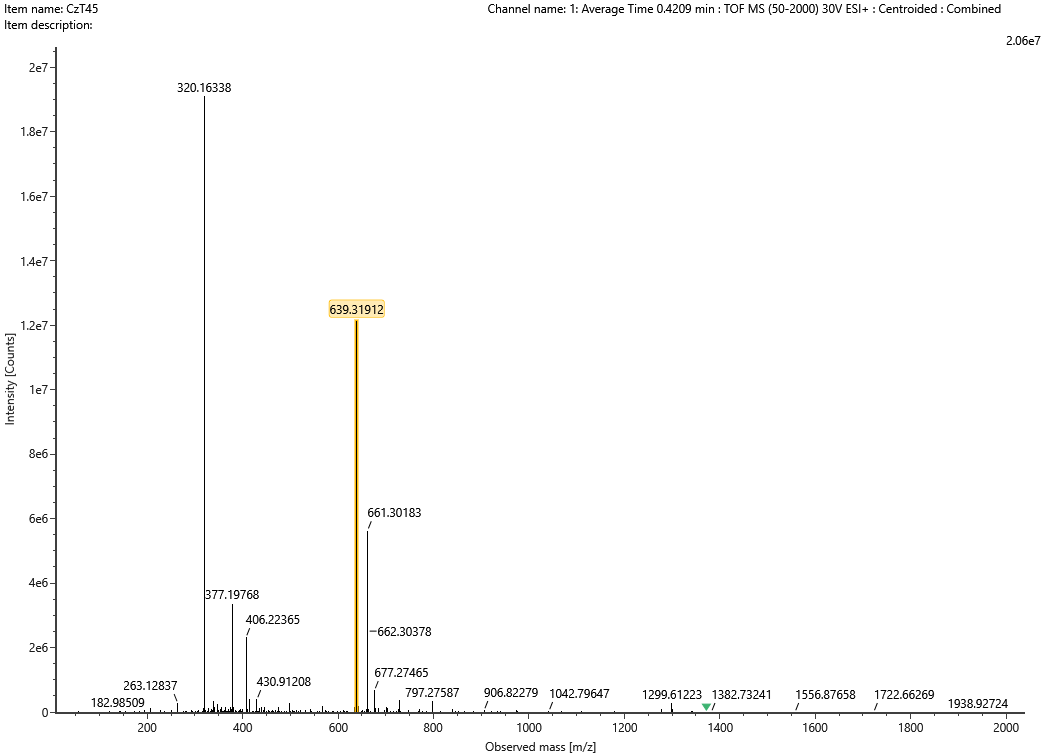 Item name: CzT45
Channel name: 1: Average Time 0.4209 min : TOF MS (50-2000) 30V ESI+ : Centroided : Combined
Item description:
2.06e7
2e7
320.16338
1.8e7
1.6e7
1.4e7
639.31912
1.2e7
Intensity [Counts]
1e7
8e6
661.30183
6e6
4e6
377.19768
406.22365
662.30378
2e6
677.27465
263.12837
430.91208
797.27587
906.82279
1042.79647
1299.61223
1382.73241
1556.87658
1722.66269
182.98509
1938.92724
0
200
400
600
800
1000
1200
1400
1600
1800
2000
Observed mass [m/z]